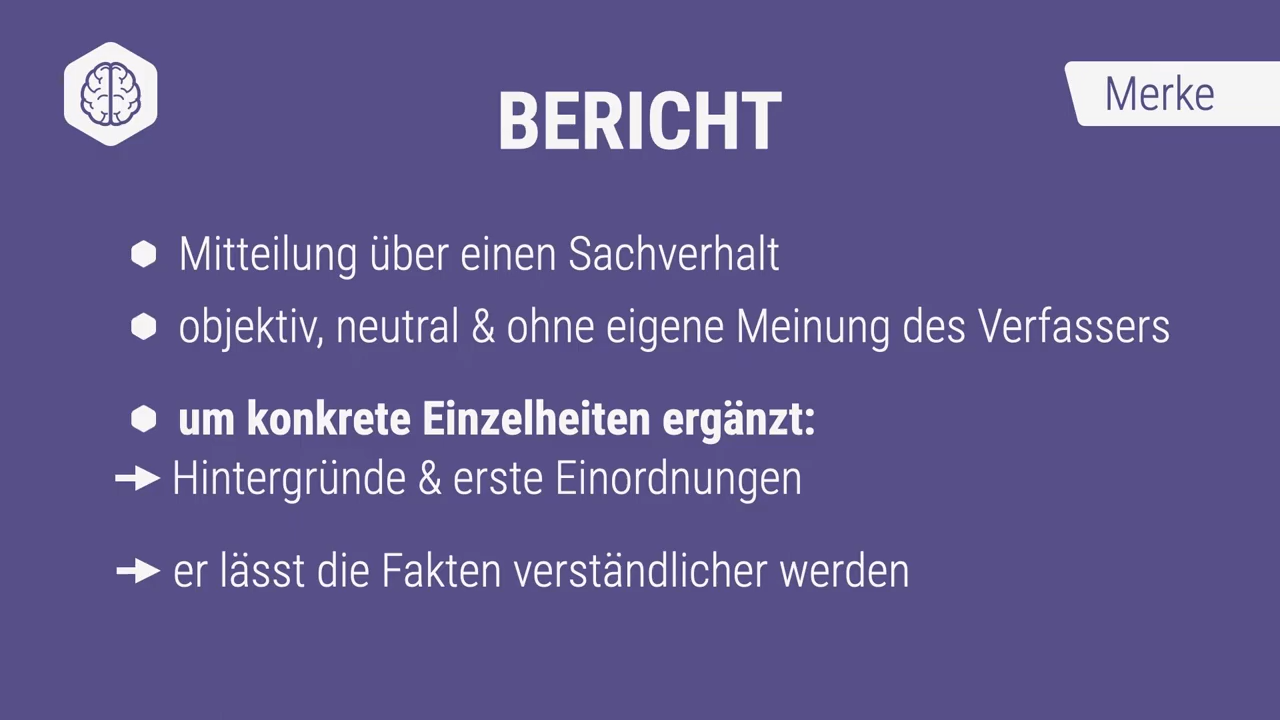 Merke
BERICHT
Mitteilung über einen Sachverhalt
objektiv, neutral & ohne eigene Meinung des Verfassers
um konkrete Einzelheiten ergänzt:
Hintergründe & erste Einordnungen
er lässt die Fakten verständlicher werden